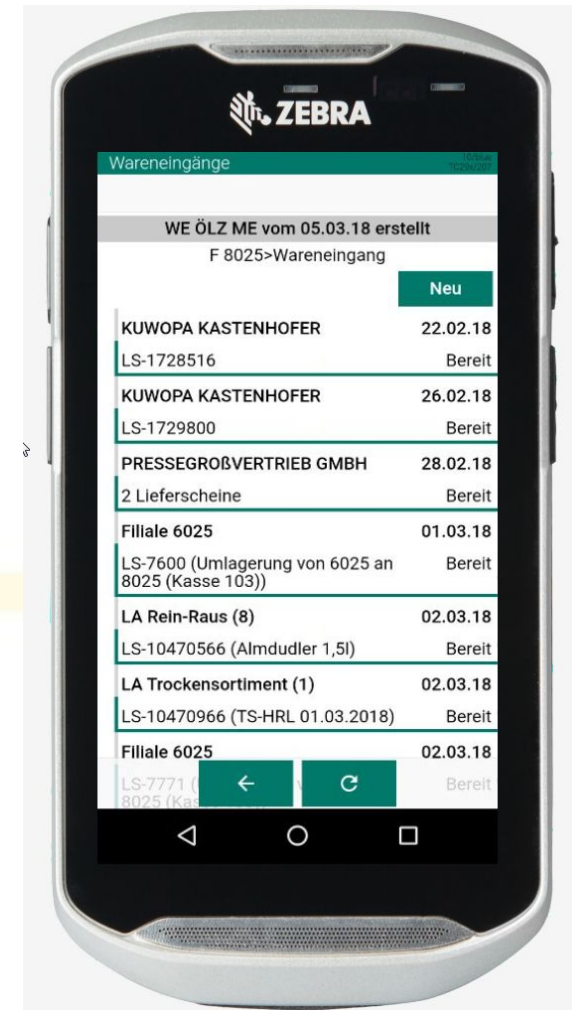 ZEBRA
Wareneingänge
WE ÖLZ ME vom 05.03.18 erstellt
F 8025>Wareneingang
Neu
KUWOPA KASTENHOFER 22.02.18
LS-1728516 Bereit
KUWOPA KASTENHOFER 26.02.18
LS-1729800 Bereit
PRESSEGROßVERTRIEB GMBH 28.02.18
2 Lieferscheine Bereit
Filiale 6025 01.03.18
LS-7600 (Umlagerung von 6025 an Bereit
8025 (Kasse 103))
LA Rein-Raus (8) 02.03.18
LS-10470566 (Almdudler 1,5l) Bereit
LA Trockensortiment (1) 02.03.18
LS-10470966 (TS-HRL 01.03.2018) Bereit
Filiale 6025 02.03.18
LS-7771 Bereit
8025